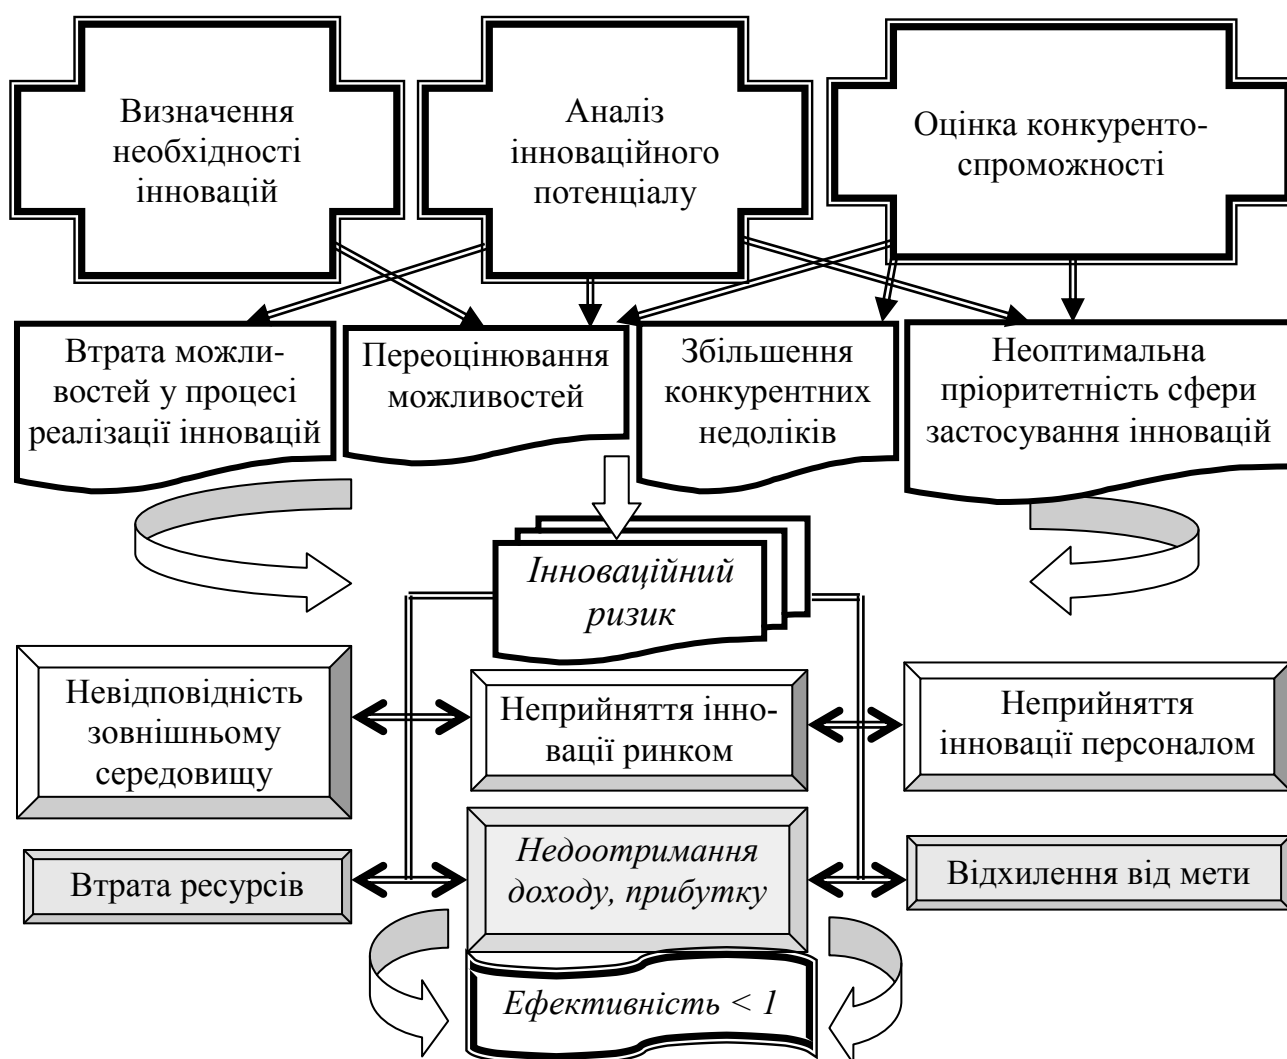 Визначення
необхідності
інновацій
Аналіз
інноваційного
потенціалу
Оцінка конкуренто-
спроможності
Втрата можли-
востей у процесі
реалізації інновацій
Переоцінювання
можливостей
Збільшення
конкурентних
недоліків
Неоптимальна
пріоритетність сфери
застосування інновацій
Інноваційний
ризик
Невідповідність
зовнішньому
середовищу
Неприйняття інно-
вації ринком
Неприйняття
інновації персоналом
Втрата ресурсів
Недоотримання
доходу, прибутку
Відхилення від мети
Ефективність < 1